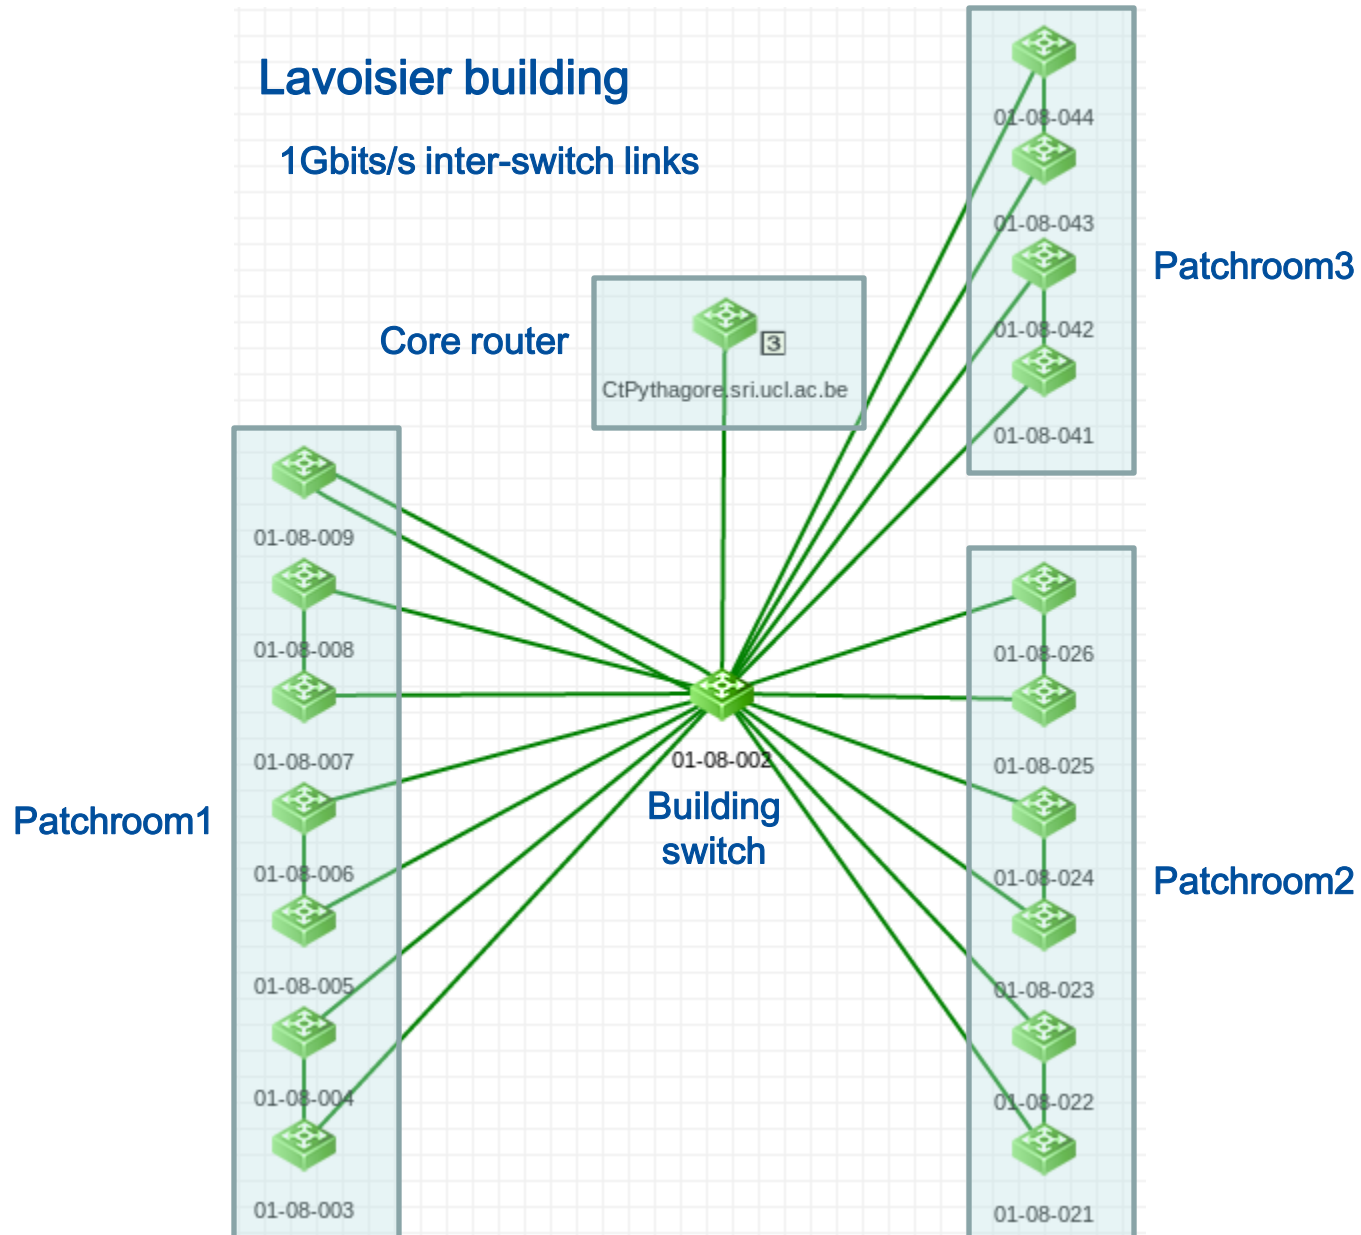 Lavoisier building
1Gbits/s inter-switch links
01-08-044
01-08-043
Patchroom3
01-08-042
01-08-041
Core router
3
CtPythagore.sri.ucl.ac.be
01-08-009
01-08-008
01-08-007
Patchroom1
01-08-006
01-08-005
01-08-004
01-08-003
01-08-002
Building
switch
01-08-026
01-08-025
01-08-024
Patchroom2
01-08-023
01-08-022
01-08-021